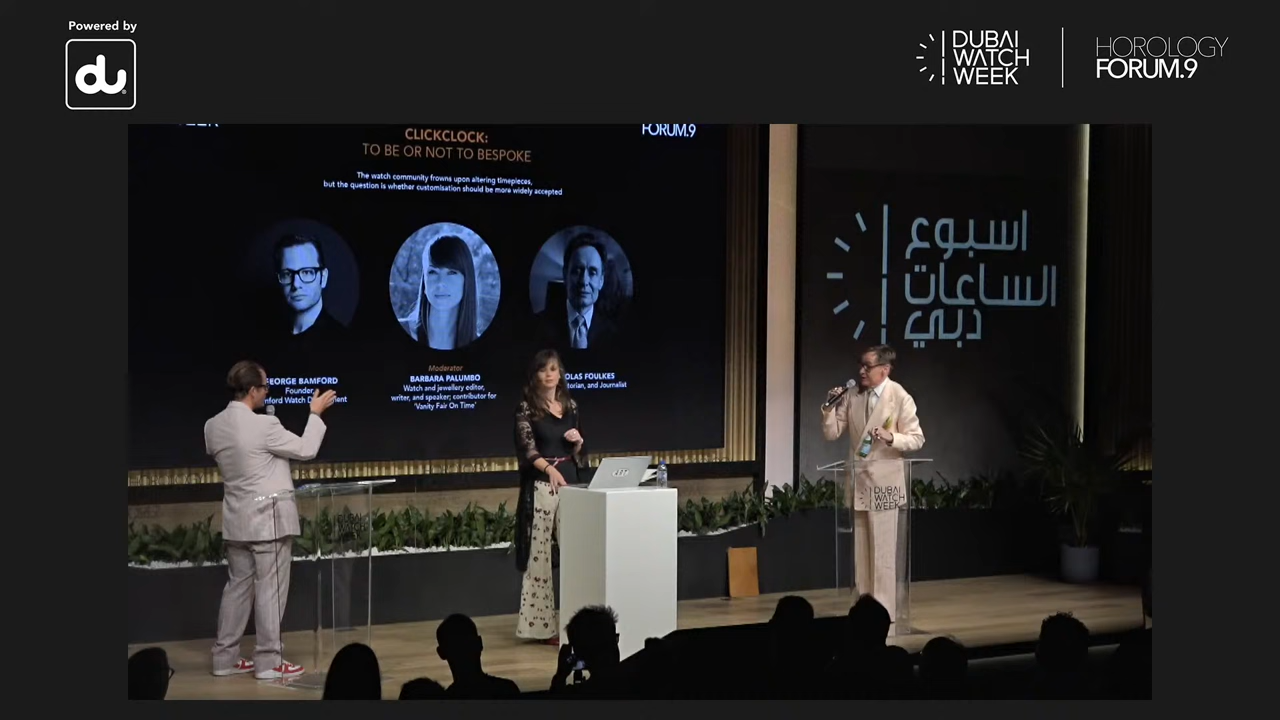 Powered by
du
DUBAI
WATCH
WEEK
HOROLOGY
FORUM.9
FORUM.9
CLICKCLOCK:
TO BE OR NOT TO BESPOKE
The watch community frowns upon altering timepieces,
but the question is whether customisation should be more widely accepted
اسبوع
الساعات
دبي
GEORGE BAMFORD
Founder
Moderator
BARBARA PALUMBO
Watch and jewellery editor,
writer, and speaker; contributor for
'Vanity Fair On Time'
FOULKES
and Journalist
DUBAI
WATCH
WEEK